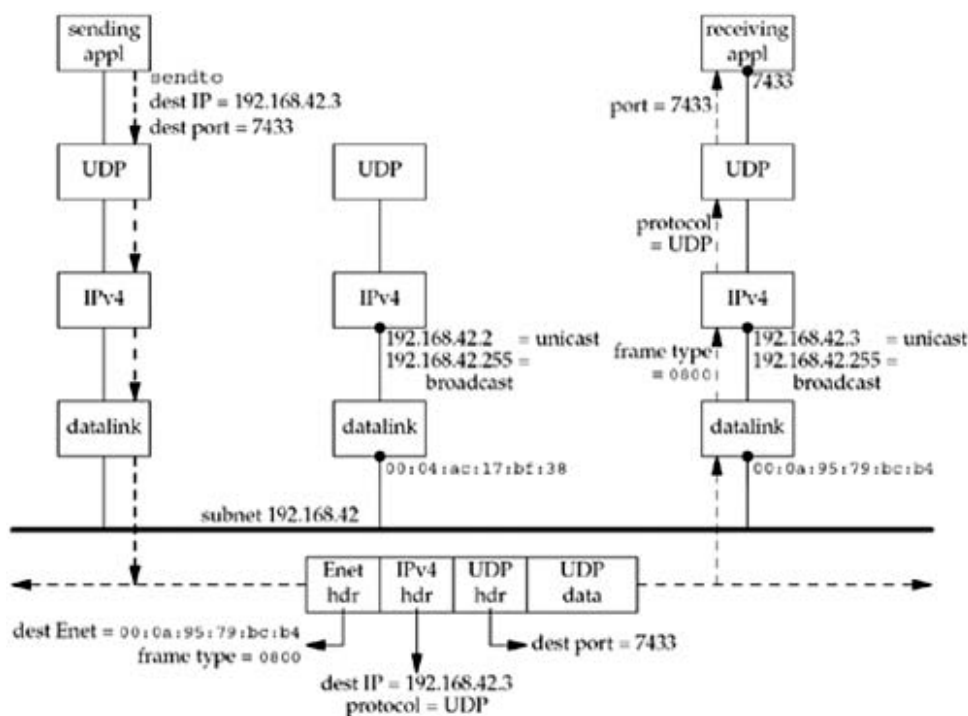 sending
appl
receiving
appl
sendto
dest IP = 192.168.42.3
dest port = 7433
7433
port = 7433
UDP
UDP
UDP
protocol
= UDP
IPv4
IPv4
IPv4
192.168.42.2 = unicast
192.168.42.255 =
broadcast
frame type
= 0800
192.168.42.3 = unicast
192.168.42.255 =
broadcast
datalink
datalink
datalink
00:04:ac:17:bf:38
00:0a:95:79:bc:b4
subnet 192.168.42
Enet
hdr
IPv4
hdr
UDP
hdr
UDP
data
dest Enet = 00:0a:95:79:bc:b4
frame type = 0800
dest port = 7433
dest IP = 192.168.42.3
protocol = UDP